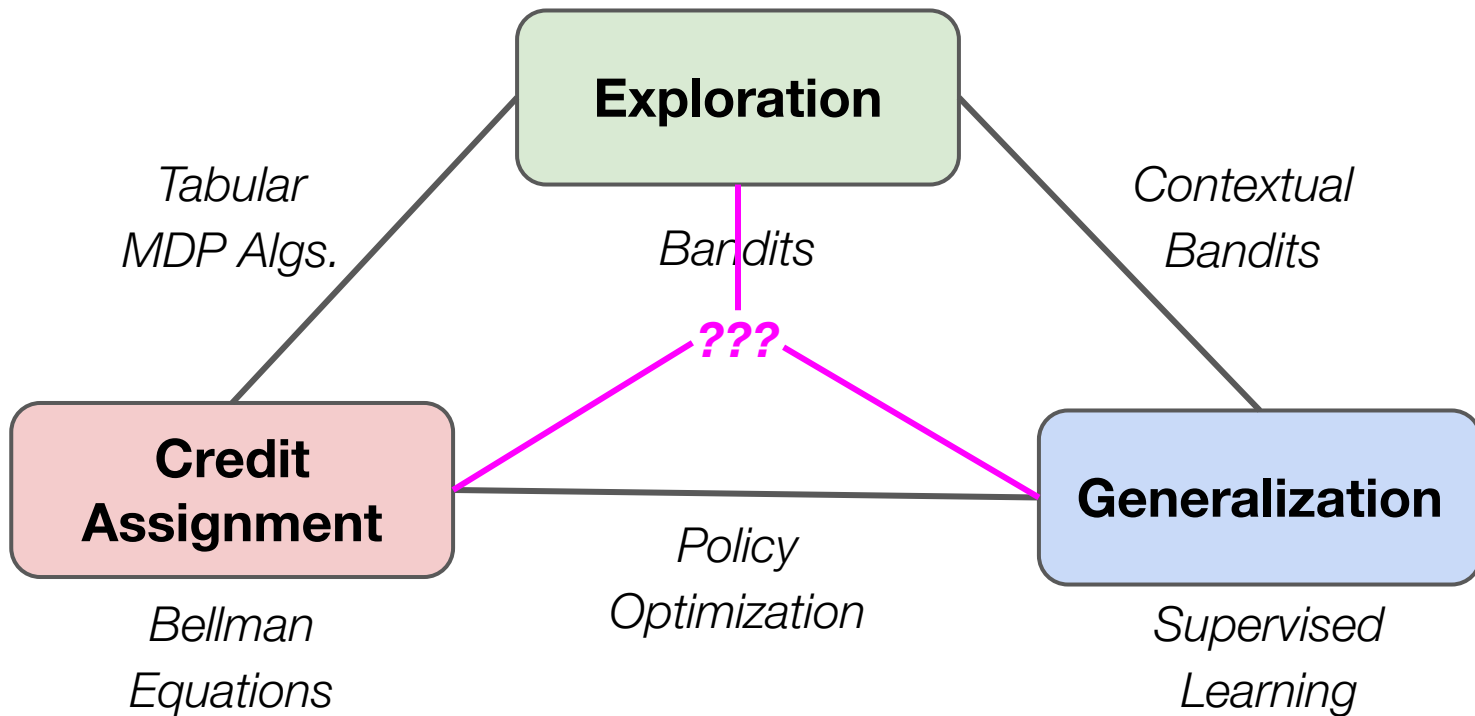 Exploration
Tabular
MDP Algs.
Bandits
Contextual
Bandits
???
Credit
Assignment
Generalization
Policy
Optimization
Bellman
Equations
Supervised
Learning